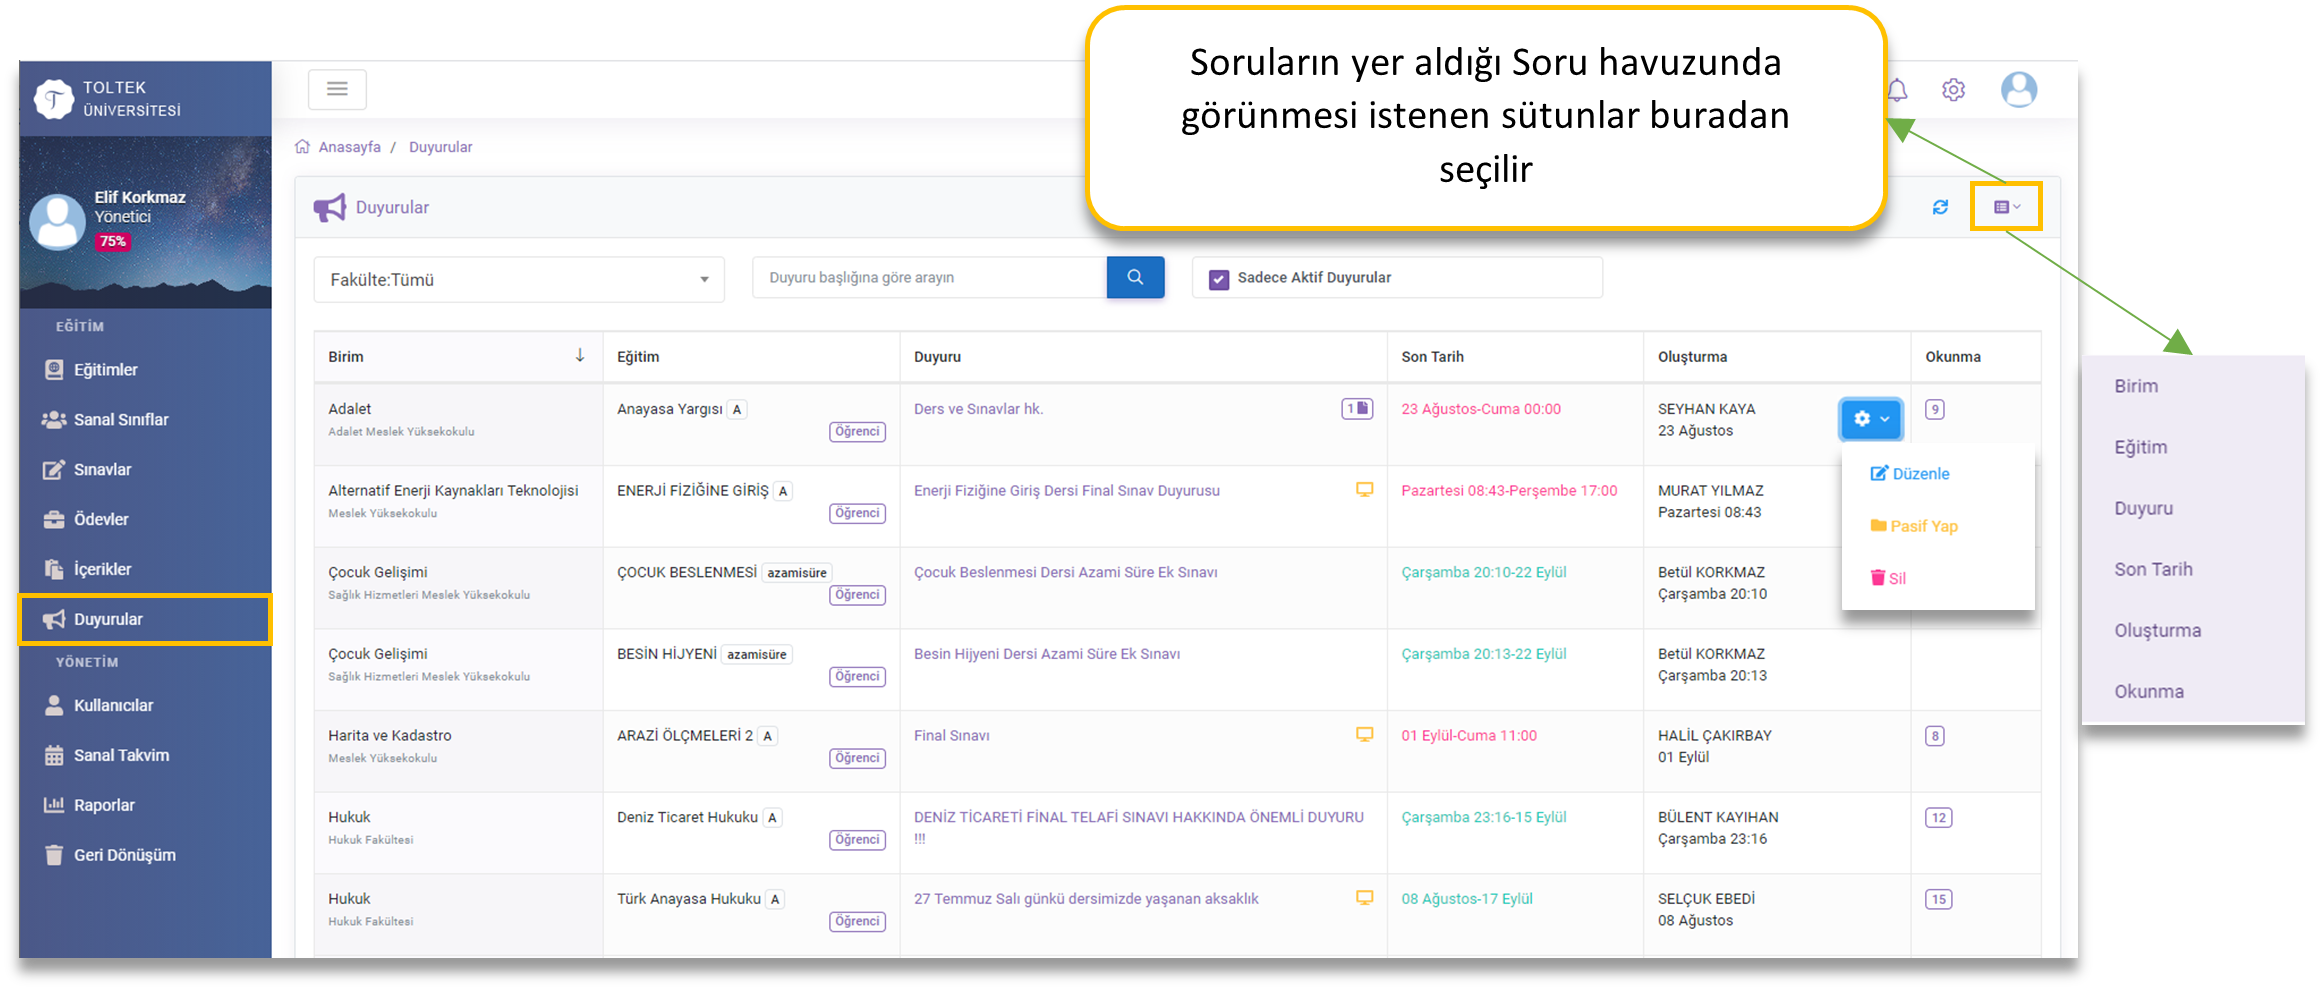 Soruların yer aldığı Soru havuzunda
görünmesi istenen sütunlar buradan
seçilir
TOLTEK
ÜNİVERSİTESİ
Elif Korkmaz
Yönetici
75%
EĞİTİM
Eğitimler
Sanal Sınıflar
Sınavlar
Ödevler
İçerikler
Duyurular
YÖNETİM
Kullanıcılar
Sanal Takvim
Raporlar
Geri Dönüşüm
Anasayfa / Duyurular
Duyurular
Fakülte:Tümü
Duyuru başlığına göre arayın
Sadece Aktif Duyurular
Birim Eğitim Duyuru Son Tarih Oluşturma Okunma
Adalet Anayasa Yargısı A Ders ve Sınavlar hk. 1 23 Ağustos-Cuma 00:00 SEYHAN KAYA 9
Adalet Meslek Yüksekokulu Öğrenci 23 Ağustos
Alternatif Enerji Kaynakları Teknolojisi ENERJİ FİZİĞİNE GİRİŞ A Enerji Fiziğine Giriş Dersi Final Sınav Duyurusu Pazartesi 08:43-Perşembe 17:00 MURAT YILMAZ
Meslek Yüksekokulu Öğrenci Pazartesi 08:43
Çocuk Gelişimi ÇOCUK BESLENMESİ azamisüre Çocuk Beslenmesi Dersi Azami Süre Ek Sınavı Çarşamba 20:10-22 Eylül Betül KORKMAZ
Sağlık Hizmetleri Meslek Yüksekokulu Öğrenci Çarşamba 20:10
Çocuk Gelişimi BESİN HİJYENİ azamisüre Besin Hijyeni Dersi Azami Süre Ek Sınavı Çarşamba 20:13-22 Eylül Betül KORKMAZ
Sağlık Hizmetleri Meslek Yüksekokulu Öğrenci Çarşamba 20:13
Harita ve Kadastro ARAZİ ÖLÇMELERİ 2 A Final Sınavı 01 Eylül-Cuma 11:00 HALİL ÇAKIRBAY 8
Meslek Yüksekokulu Öğrenci 01 Eylül
Hukuk Deniz Ticaret Hukuku A DENİZ TİCARETİ FİNAL TELAFİ SINAVI HAKKINDA ÖNEMLİ DUYURU Çarşamba 23:16-15 Eylül BÜLENT KAYIHAN 12
Hukuk Fakültesi Öğrenci !!! Çarşamba 23:16
Hukuk Türk Anayasa Hukuku A 27 Temmuz Salı günkü dersimizde yaşanan aksaklık 08 Ağustos-17 Eylül SELÇUK EBEDİ 15
Hukuk Fakültesi Öğrenci 08 Ağustos
Düzenle
Pasif Yap
Sil
Birim
Eğitim
Duyuru
Son Tarih
Oluşturma
Okunma